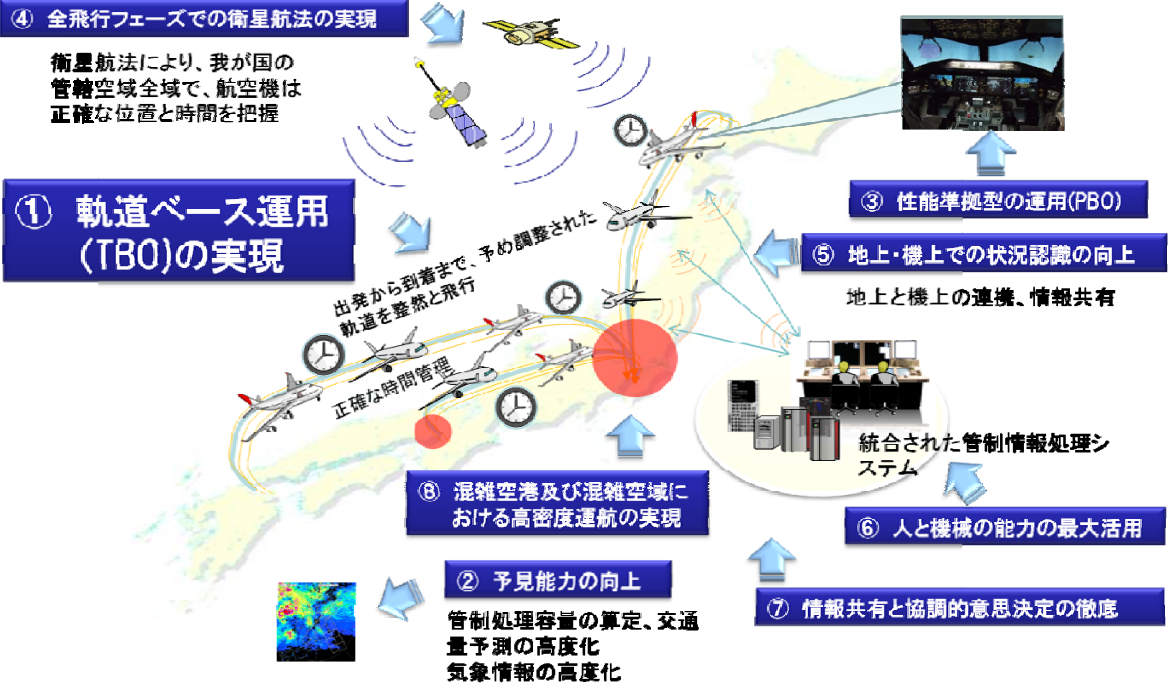 ④ 全飛行フェーズでの衛星航法の実現
衛星航法により、我が国の
管轄空域全域で、航空機は
正確な位置と時間を把握
① 軌道ベース運用
(TBO)の実現
出発から到着まで、予め調整された
軌道を整然と飛行
正確な時間管理
③ 性能準拠型の運用(PBO)
⑤ 地上・機上での状況認識の向上
地上と機上の連携、情報共有
統合された管制情報処理シ
ステム
⑥ 人と機械の能力の最大活用
⑦ 情報共有と協調的意思決定の徹底
⑧ 混雑空港及び混雑空域に
おける高密度運航の実現
② 予見能力の向上
管制処理容量の算定、交通
量予測の高度化
気象情報の高度化